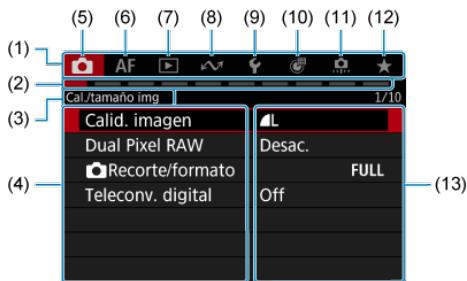 (5) (6) (7) (8) (9) (10) (11) (12)
(1)
AF
(2)
Cal./tamaño img 1/10
(3)
Calid. imagen L
Dual Pixel RAW Desac.
Recorte/formato FULL
(4) (13)
Teleconv. digital Off